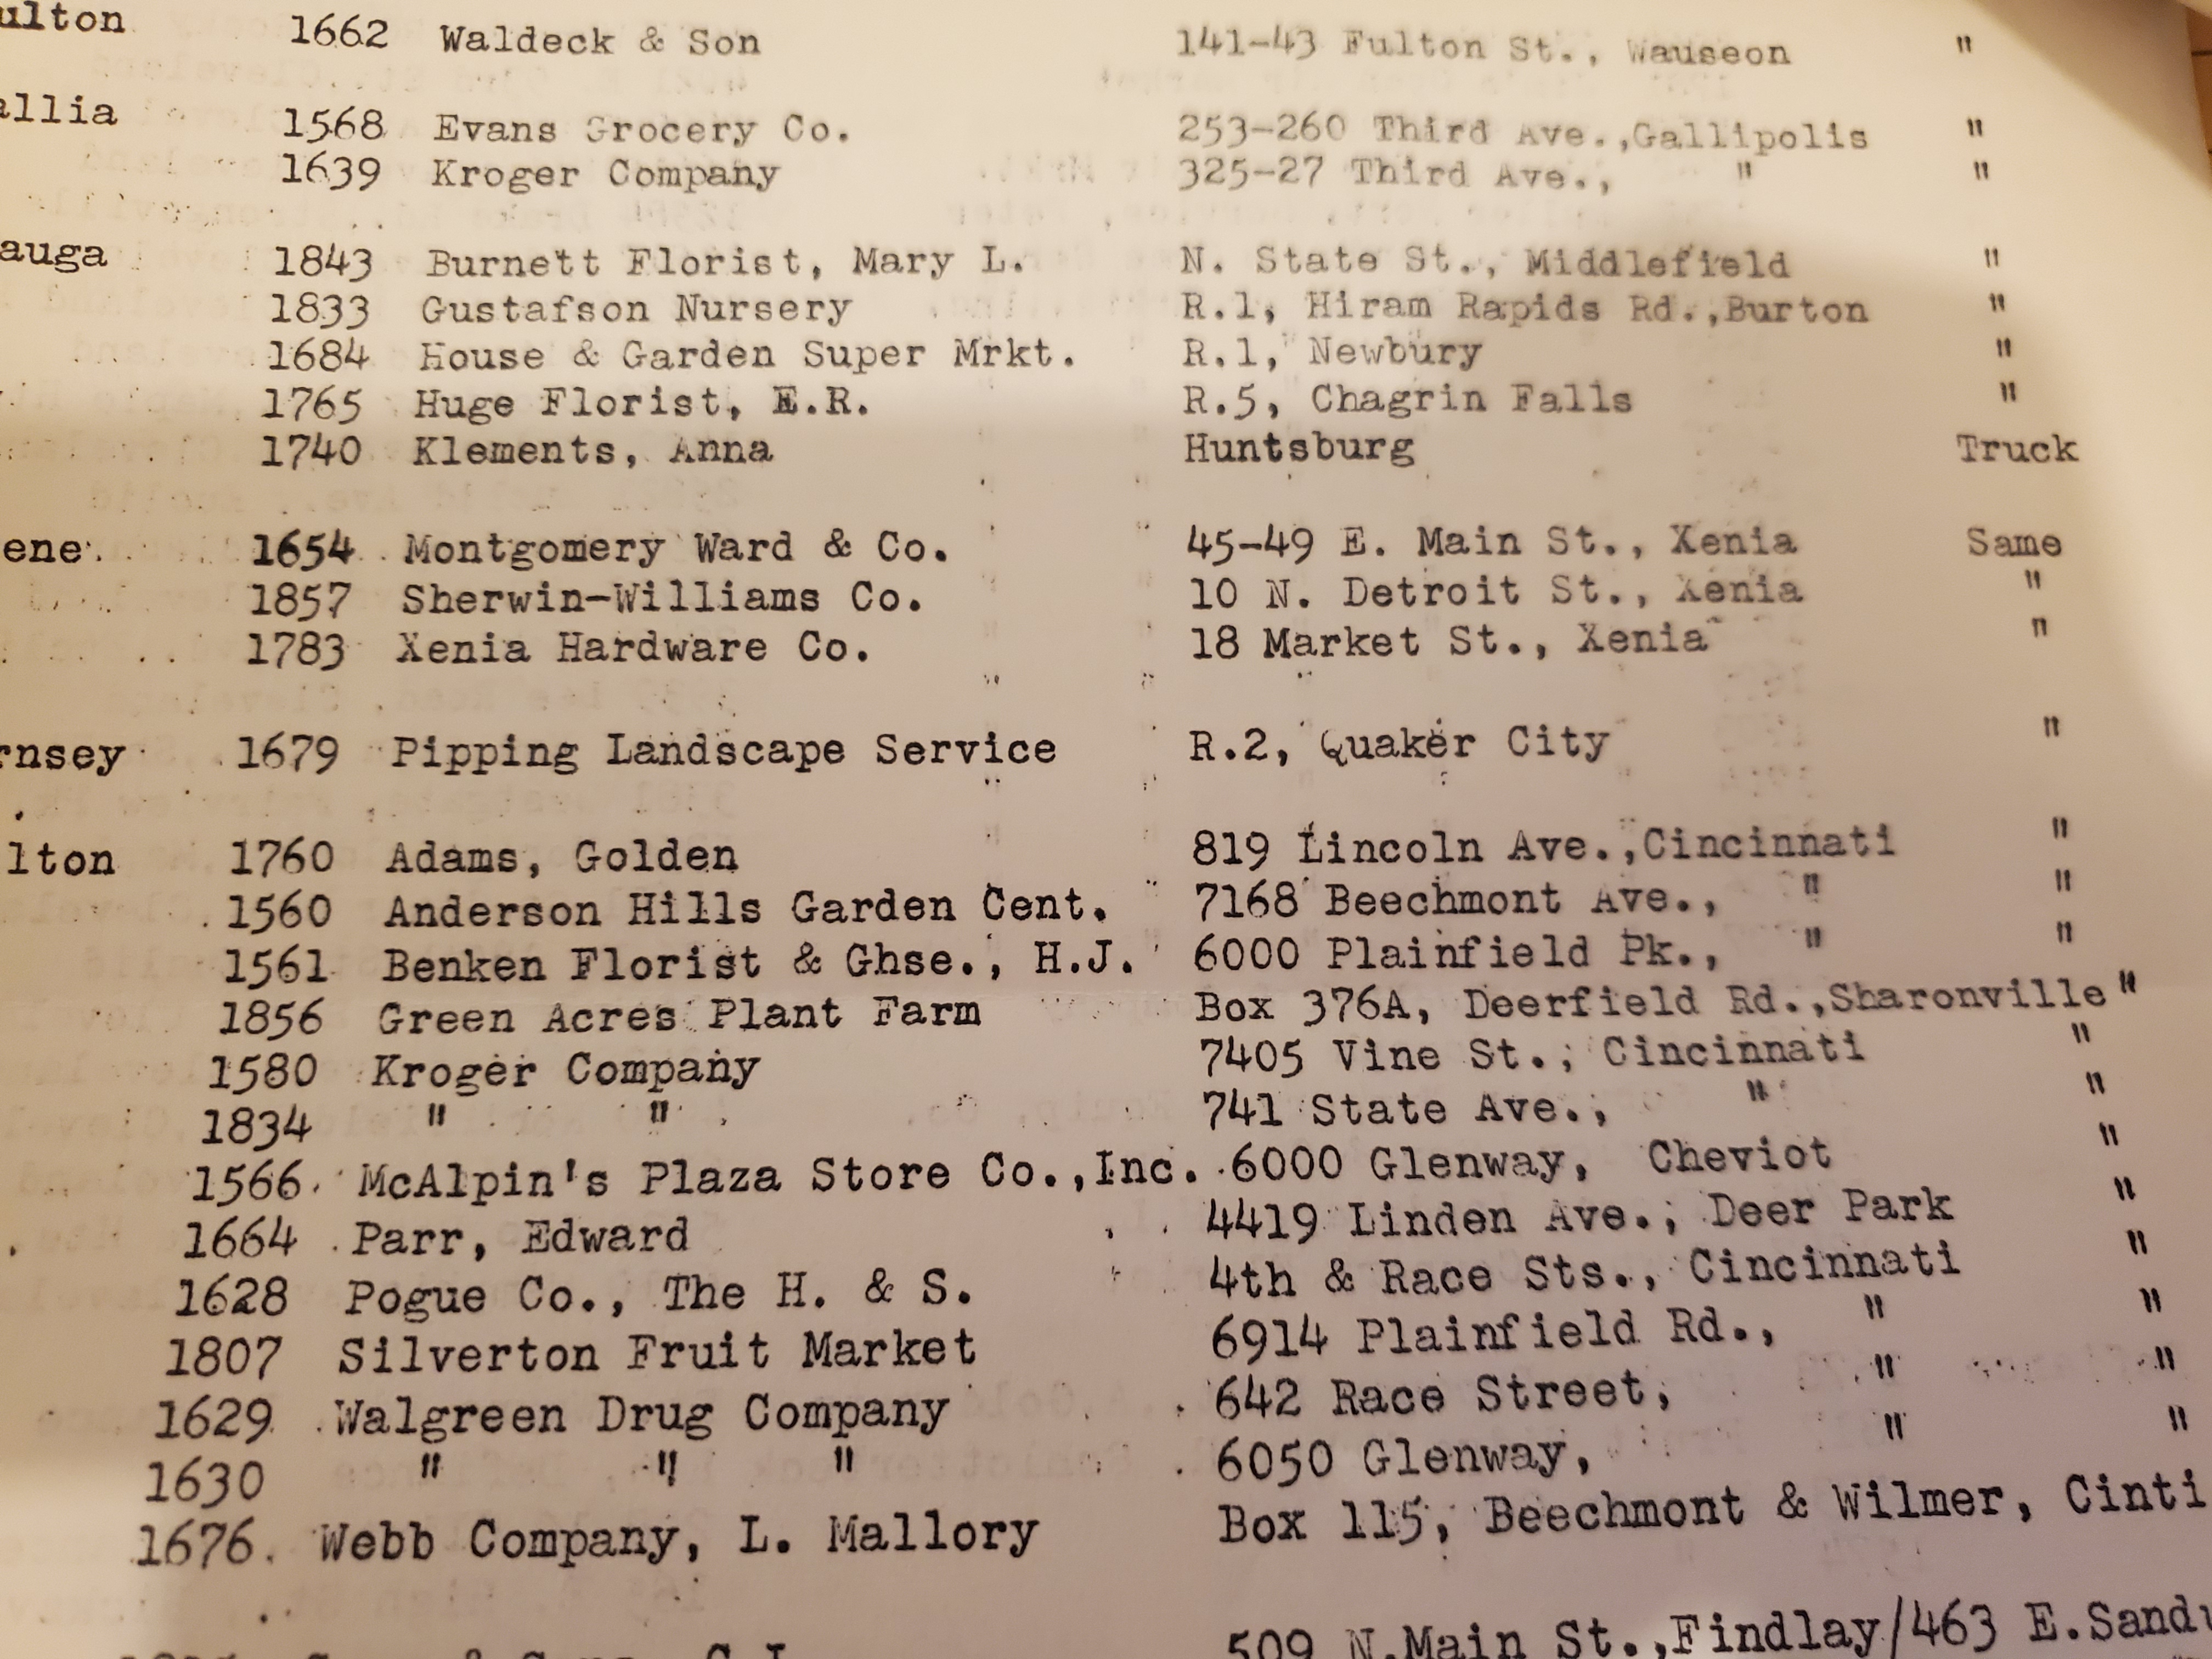 ulton 1662 Waldeck & Son 141-43 Fulton St., Wauseon "
allia 1568 Evans Grocery Co. 253-260 Third Ave.,Gallipolis "
1639 Kroger Company 325-27 Third Ave., " "
auga 1843 Burnett Florist, Mary L. N. State St., Middlefield "
1833 Gustafson Nursery R.1, Hiram Rapids Rd.,Burton "
1684 House & Garden Super Mrkt. R.1, Newbury "
1765 Huge Florist, E.R. R.5, Chagrin Falls "
1740 Klements, Anna Huntsburg Truck
ene 1654 Montgomery Ward & Co. 45-49 E. Main St., Xenia Same
1857 Sherwin-Williams Co. 10 N. Detroit St., Xenia "
1783 Xenia Hardware Co. 18 Market St., Xenia "
rnsey 1679 Pipping Landscape Service R.2, Quaker City "
lton 1760 Adams, Golden 819 Lincoln Ave.,Cincinnati "
1560 Anderson Hills Garden Cent. 7168 Beechmont Ave., " "
1561 Benken Florist & Ghse., H.J. 6000 Plainfield Pk., " "
1856 Green Acres Plant Farm Box 376A, Deerfield Rd.,Sharonville "
1580 Kroger Company 7405 Vine St., Cincinnati "
1834 " " 741 State Ave., " "
1566 McAlpin's Plaza Store Co.,Inc. 6000 Glenway, Cheviot "
1664 Parr, Edward 4419 Linden Ave., Deer Park "
1628 Pogue Co., The H. & S. 4th & Race Sts., Cincinnati "
1807 Silverton Fruit Market 6914 Plainfield Rd., " "
1629 Walgreen Drug Company 642 Race Street, " "
1630 " " " 6050 Glenway, " "
1676 Webb Company, L. Mallory Box 115, Beechmont & Wilmer, Cinti
509 N.Main St.,Findlay/463 E.Sandu